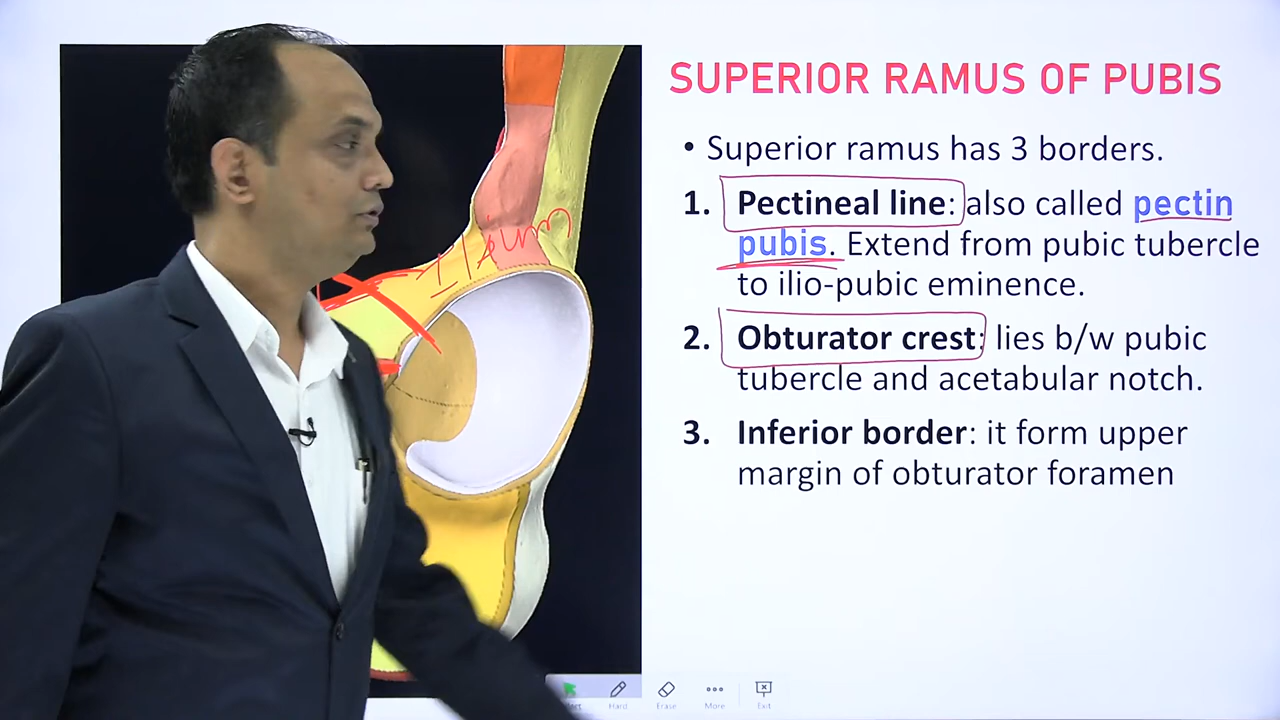 SUPERIOR RAMUS OF PUBIS
• Superior ramus has 3 borders.
1. Pectineal line: also called pectin
pubis. Extend from pubic tubercle
to ilio-pubic eminence.
2. Obturator crest: lies b/w pubic
tubercle and acetabular notch.
3. Inferior border: it form upper
margin of obturator foramen
Hard
Erase
More
Exit